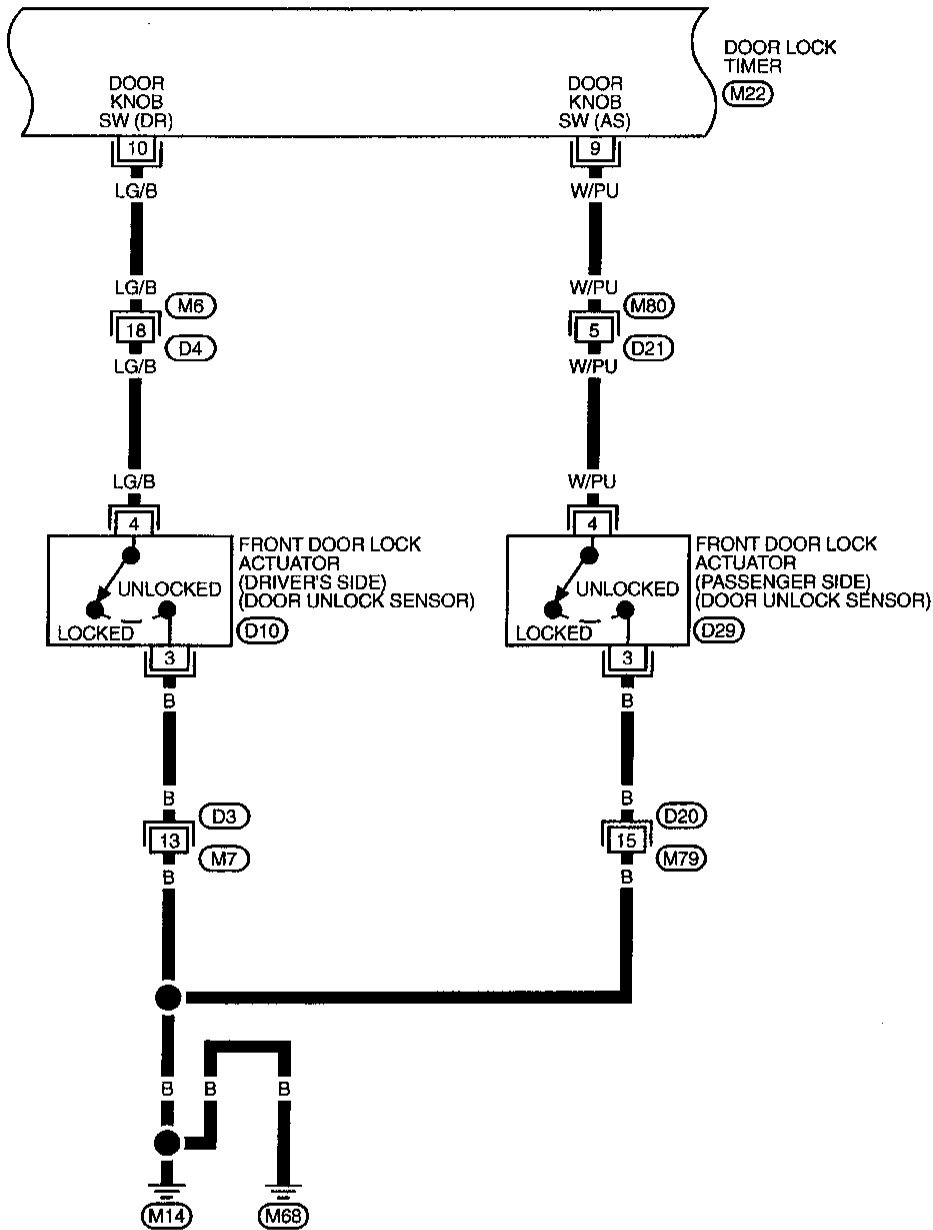 DOOR LOCK
TIMER
M22
DOOR
KNOB
SW (DR)
DOOR
KNOB
SW (AS)
10
9
LG/B
W/PU
LG/B
W/PU
M6
M80
18
5
D4
D21
LG/B
W/PU
LG/B
W/PU
4
4
FRONT DOOR LOCK
ACTUATOR
(DRIVER'S SIDE)
(DOOR UNLOCK SENSOR)
D10
UNLOCKED
LOCKED
FRONT DOOR LOCK
ACTUATOR
(PASSENGER SIDE)
(DOOR UNLOCK SENSOR)
D29
UNLOCKED
LOCKED
3
3
B
B
B
B
D3
D20
13
15
M7
M79
B
B
B
B
B
M14
M68